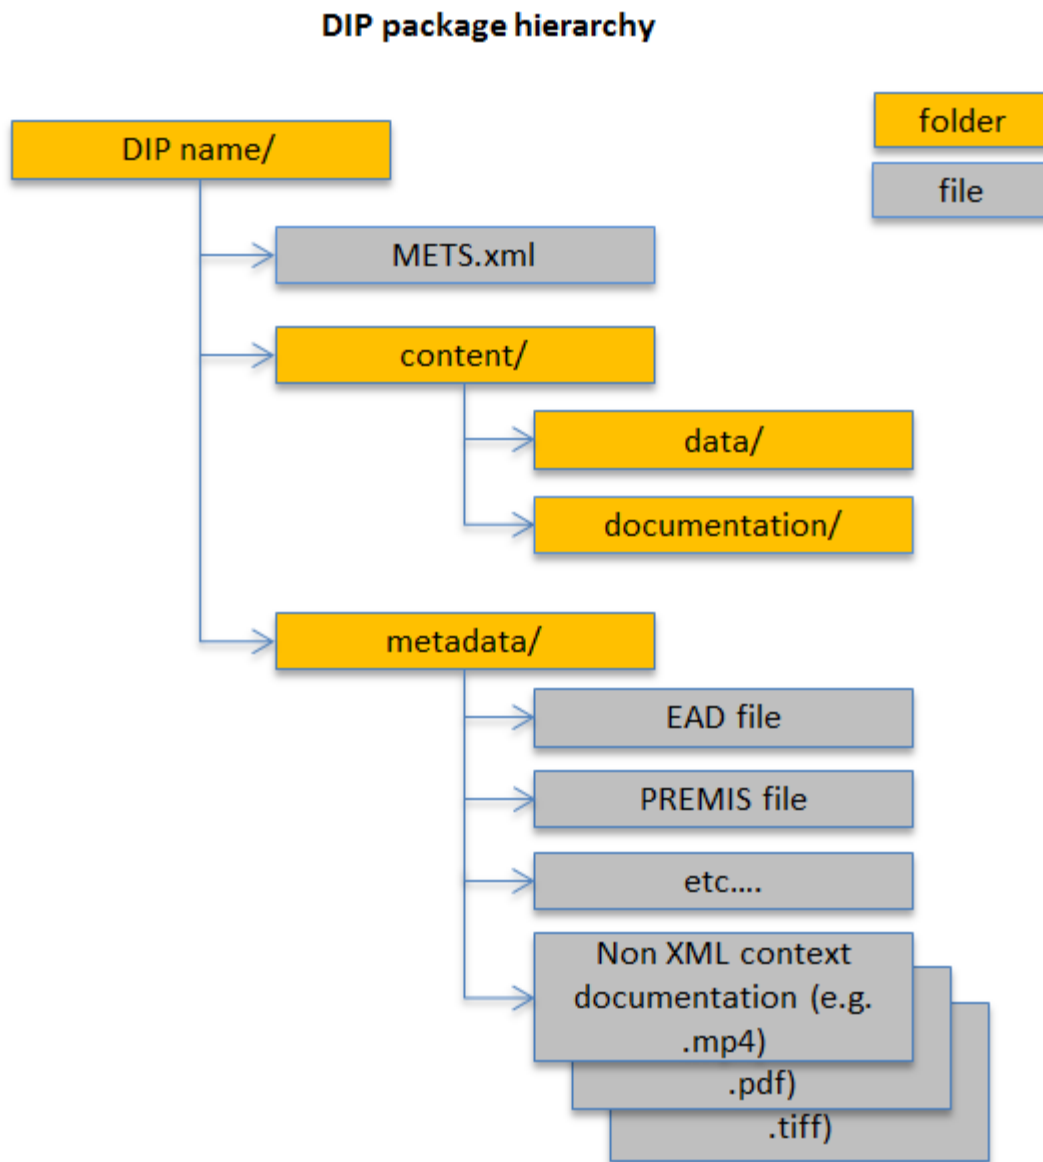 DIP package hierarchy
folder
DIP name/
file
METS.xml
content/
data/
documentation/
metadata/
EAD file
PREMIS file
etc....
Non XML context
documentation (e.g.
.mp4)
.pdf)
.tiff)